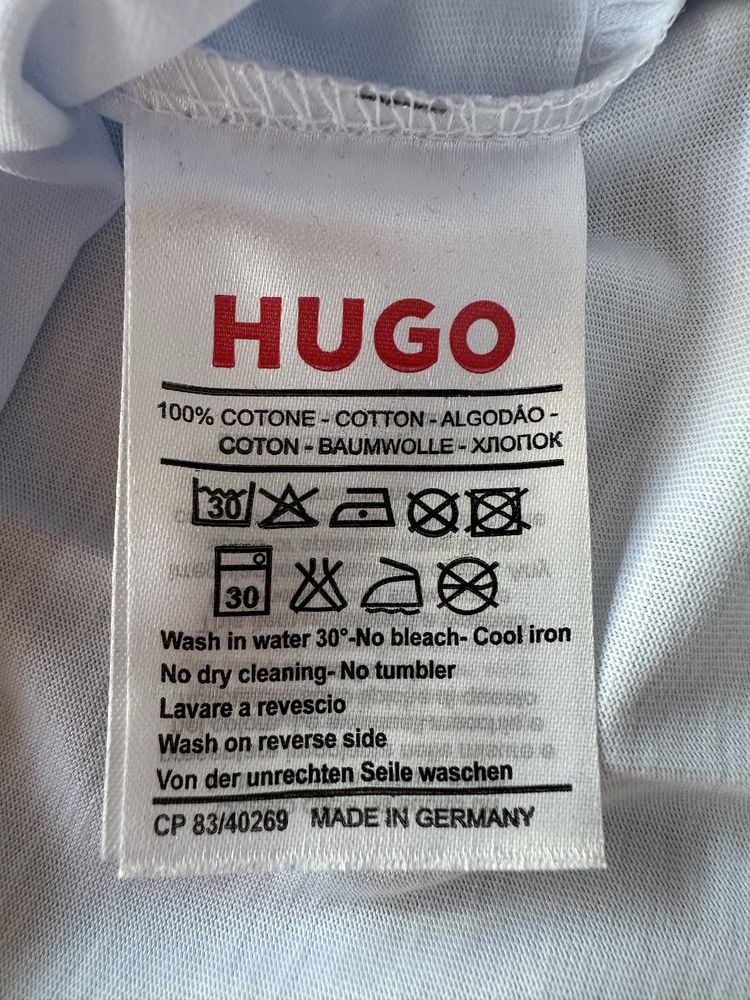 HUGO
100% COTONE - COTTON - ALGODÁO -
COTON - BAUMWOLLE - ХЛОПОК
30
30
Wash in water 30°-No bleach- Cool iron
No dry cleaning- No tumbler
Lavare a revescio
Wash on reverse side
Von der unrechten Seile waschen
CP 83/40269 MADE IN GERMANY